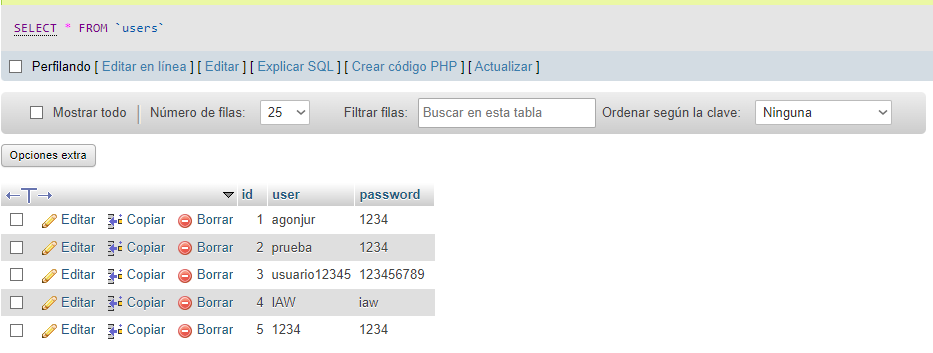 SELECT * FROM `users`
Perfilando [ Editar en línea ] [ Editar ] [ Explicar SQL ] [ Crear código PHP ] [ Actualizar ]
Mostrar todo Número de filas: 25 Filtrar filas: Buscar en esta tabla Ordenar según la clave: Ninguna
Opciones extra
←T→ id user password
Editar Copiar Borrar 1 agonjur 1234
Editar Copiar Borrar 2 prueba 1234
Editar Copiar Borrar 3 usuario12345 123456789
Editar Copiar Borrar 4 IAW iaw
Editar Copiar Borrar 5 1234 1234